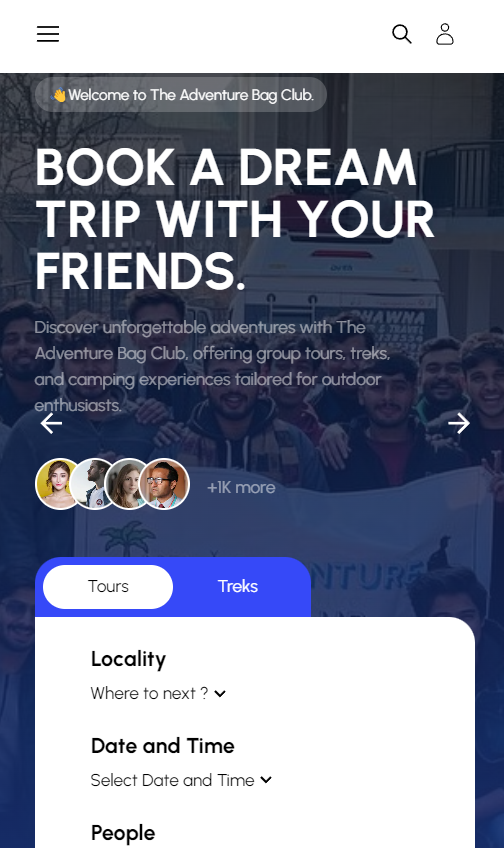 👋Welcome to The Adventure Bag Club.
BOOK A DREAM
TRIP WITH YOUR
FRIENDS.
Discover unforgettable adventures with The
Adventure Bag Club, offering group tours, treks,
and camping experiences tailored for outdoor
enthusiasts.
+1K more
Tours
Treks
Locality
Where to next ?
Date and Time
Select Date and Time
People